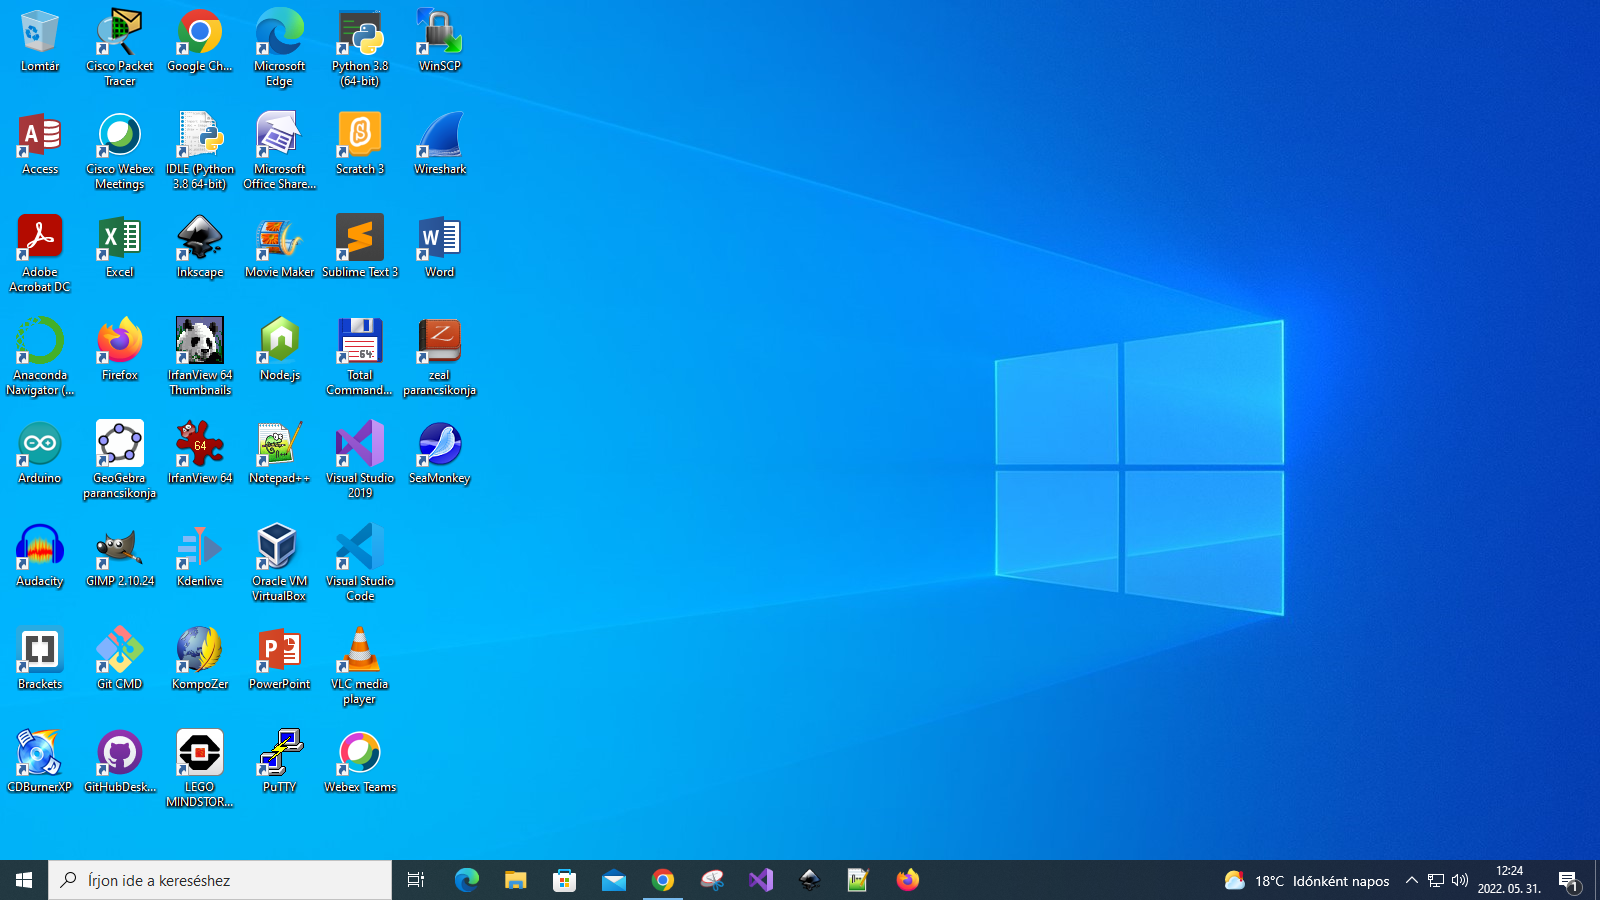 Lomtár
Cisco Packet
Tracer
Google Ch...
Microsoft
Edge
Python 3.8
(64-bit)
WinSCP
Access
Cisco Webex
Meetings
IDLE (Python
3.8 64-bit)
Microsoft
Office Share...
Scratch 3
Wireshark
Adobe
Acrobat DC
Excel
Inkscape
Movie Maker
Sublime Text 3
Word
Anaconda
Navigator (...
Firefox
IrfanView 64
Thumbnails
Node.js
64
Total
Command...
Z
zeal
parancsikonja
Arduino
GeoGebra
parancsikonja
64
IrfanView 64
Notepad++
Visual Studio
2019
SeaMonkey
Audacity
GIMP 2.10.24
Kdenlive
Oracle VM
VirtualBox
Visual Studio
Code
Brackets
Git CMD
KompoZer
PowerPoint
VLC media
player
CDBurnerXP
GitHubDesk...
LEGO
MINDSTOR...
PuTTY
Webex Teams
Írjon ide a kereséshez
18°C Időnként napos
12:24
2022. 05. 31.
1